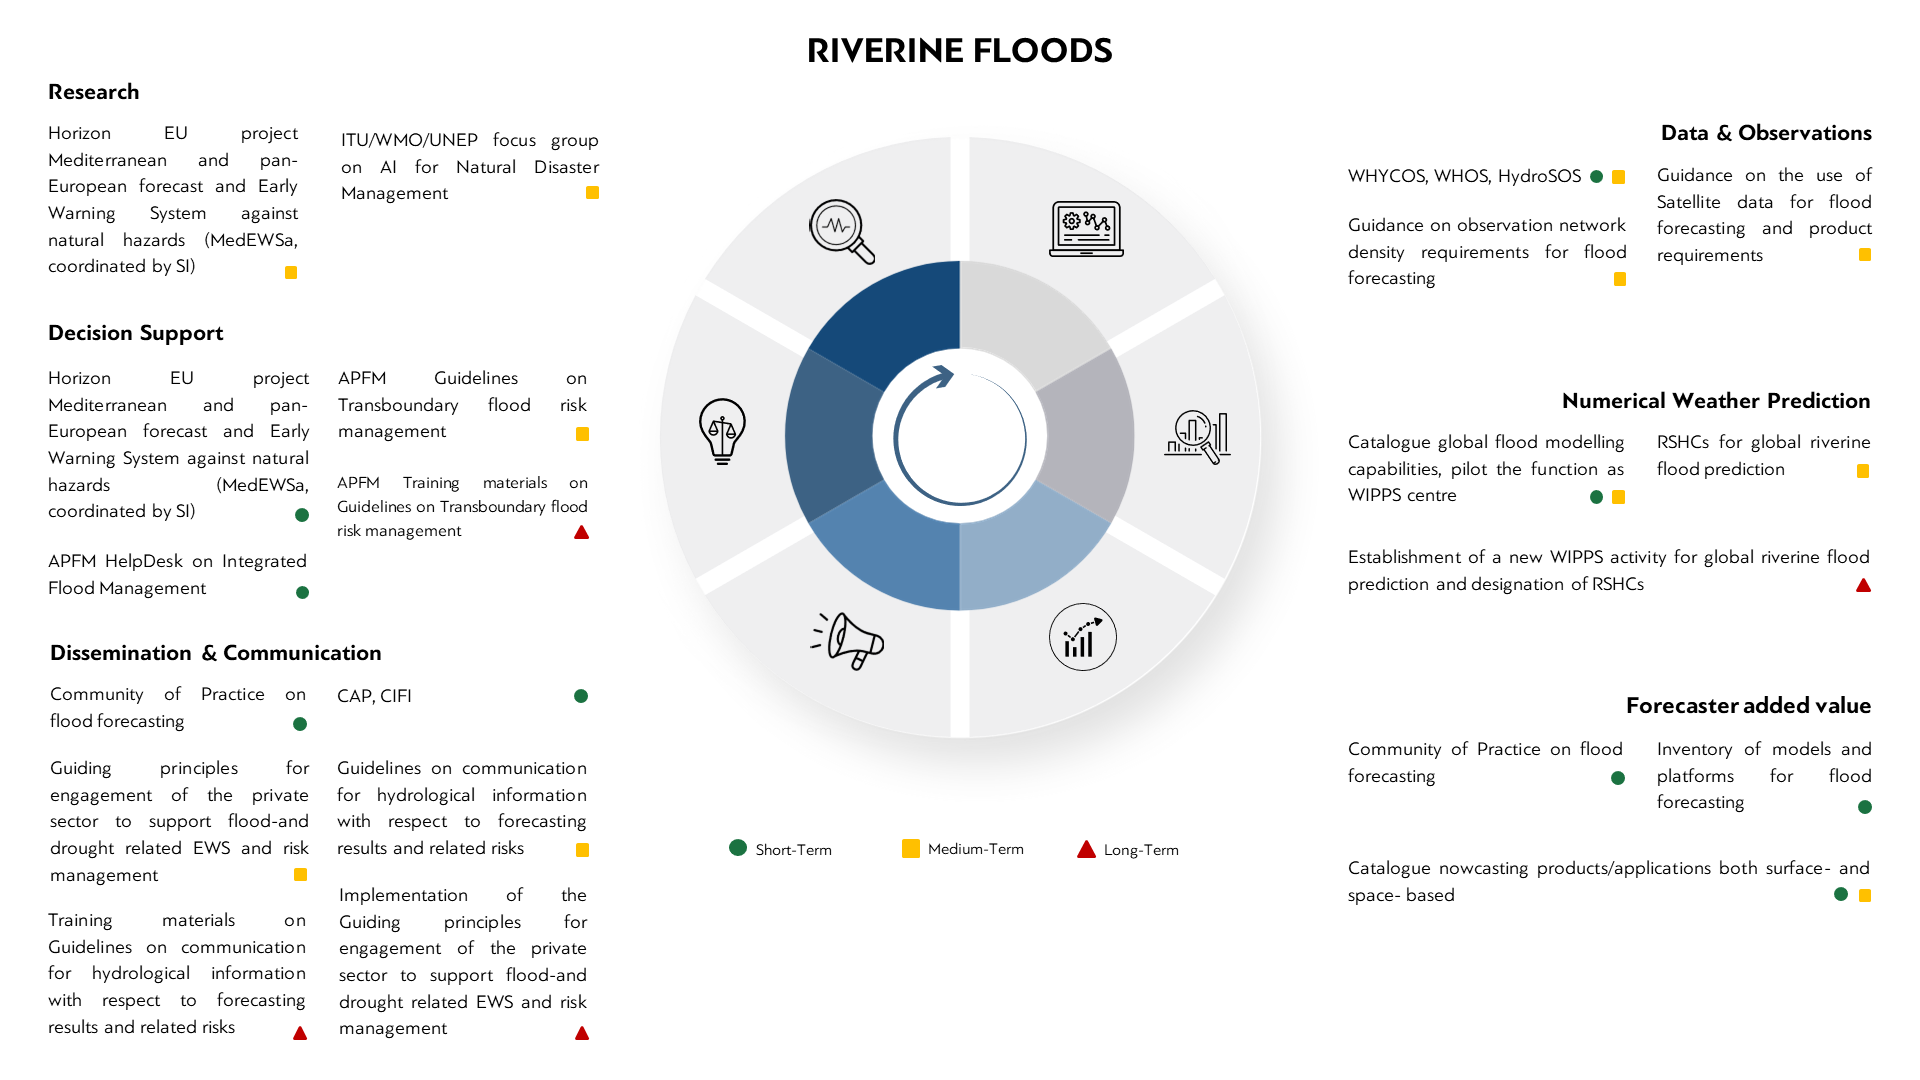 RIVERINE FLOODS
Research
Horizon EU project
Mediterranean and pan-
European forecast and Early
Warning System against
natural hazards (MedEWSa,
coordinated by SI)
ITU/WMO/UNEP focus group
on AI for Natural Disaster
Management
Decision Support
Horizon EU project
Mediterranean and pan-
European forecast and Early
Warning System against natural
hazards (MedEWSa,
coordinated by SI)
APFM HelpDesk on Integrated
Flood Management
APFM Guidelines on
Transboundary flood risk
management
APFM Training materials on
Guidelines on Transboundary flood
risk management
Dissemination & Communication
Community of Practice on
flood forecasting
Guiding principles for
engagement of the private
sector to support flood-and
drought related EWS and risk
management
Training materials on
Guidelines on communication
for hydrological information
with respect to forecasting
results and related risks
CAP, CIFI
Guidelines on communication
for hydrological information
with respect to forecasting
results and related risks
Implementation of the
Guiding principles for
engagement of the private
sector to support flood-and
drought related EWS and risk
management
Short-Term
Medium-Term
Long-Term
Data & Observations
WHYCOS, WHOS, HydroSOS
Guidance on observation network
density requirements for flood
forecasting
Guidance on the use of
Satellite data for flood
forecasting and product
requirements
Numerical Weather Prediction
Catalogue global flood modelling
capabilities, pilot the function as
WIPPS centre
RSHCs for global riverine
flood prediction
Establishment of a new WIPPS activity for global riverine flood
prediction and designation of RSHCs
Forecaster added value
Community of Practice on flood
forecasting
Inventory of models and
platforms for flood
forecasting
Catalogue nowcasting products/applications both surface- and
space- based